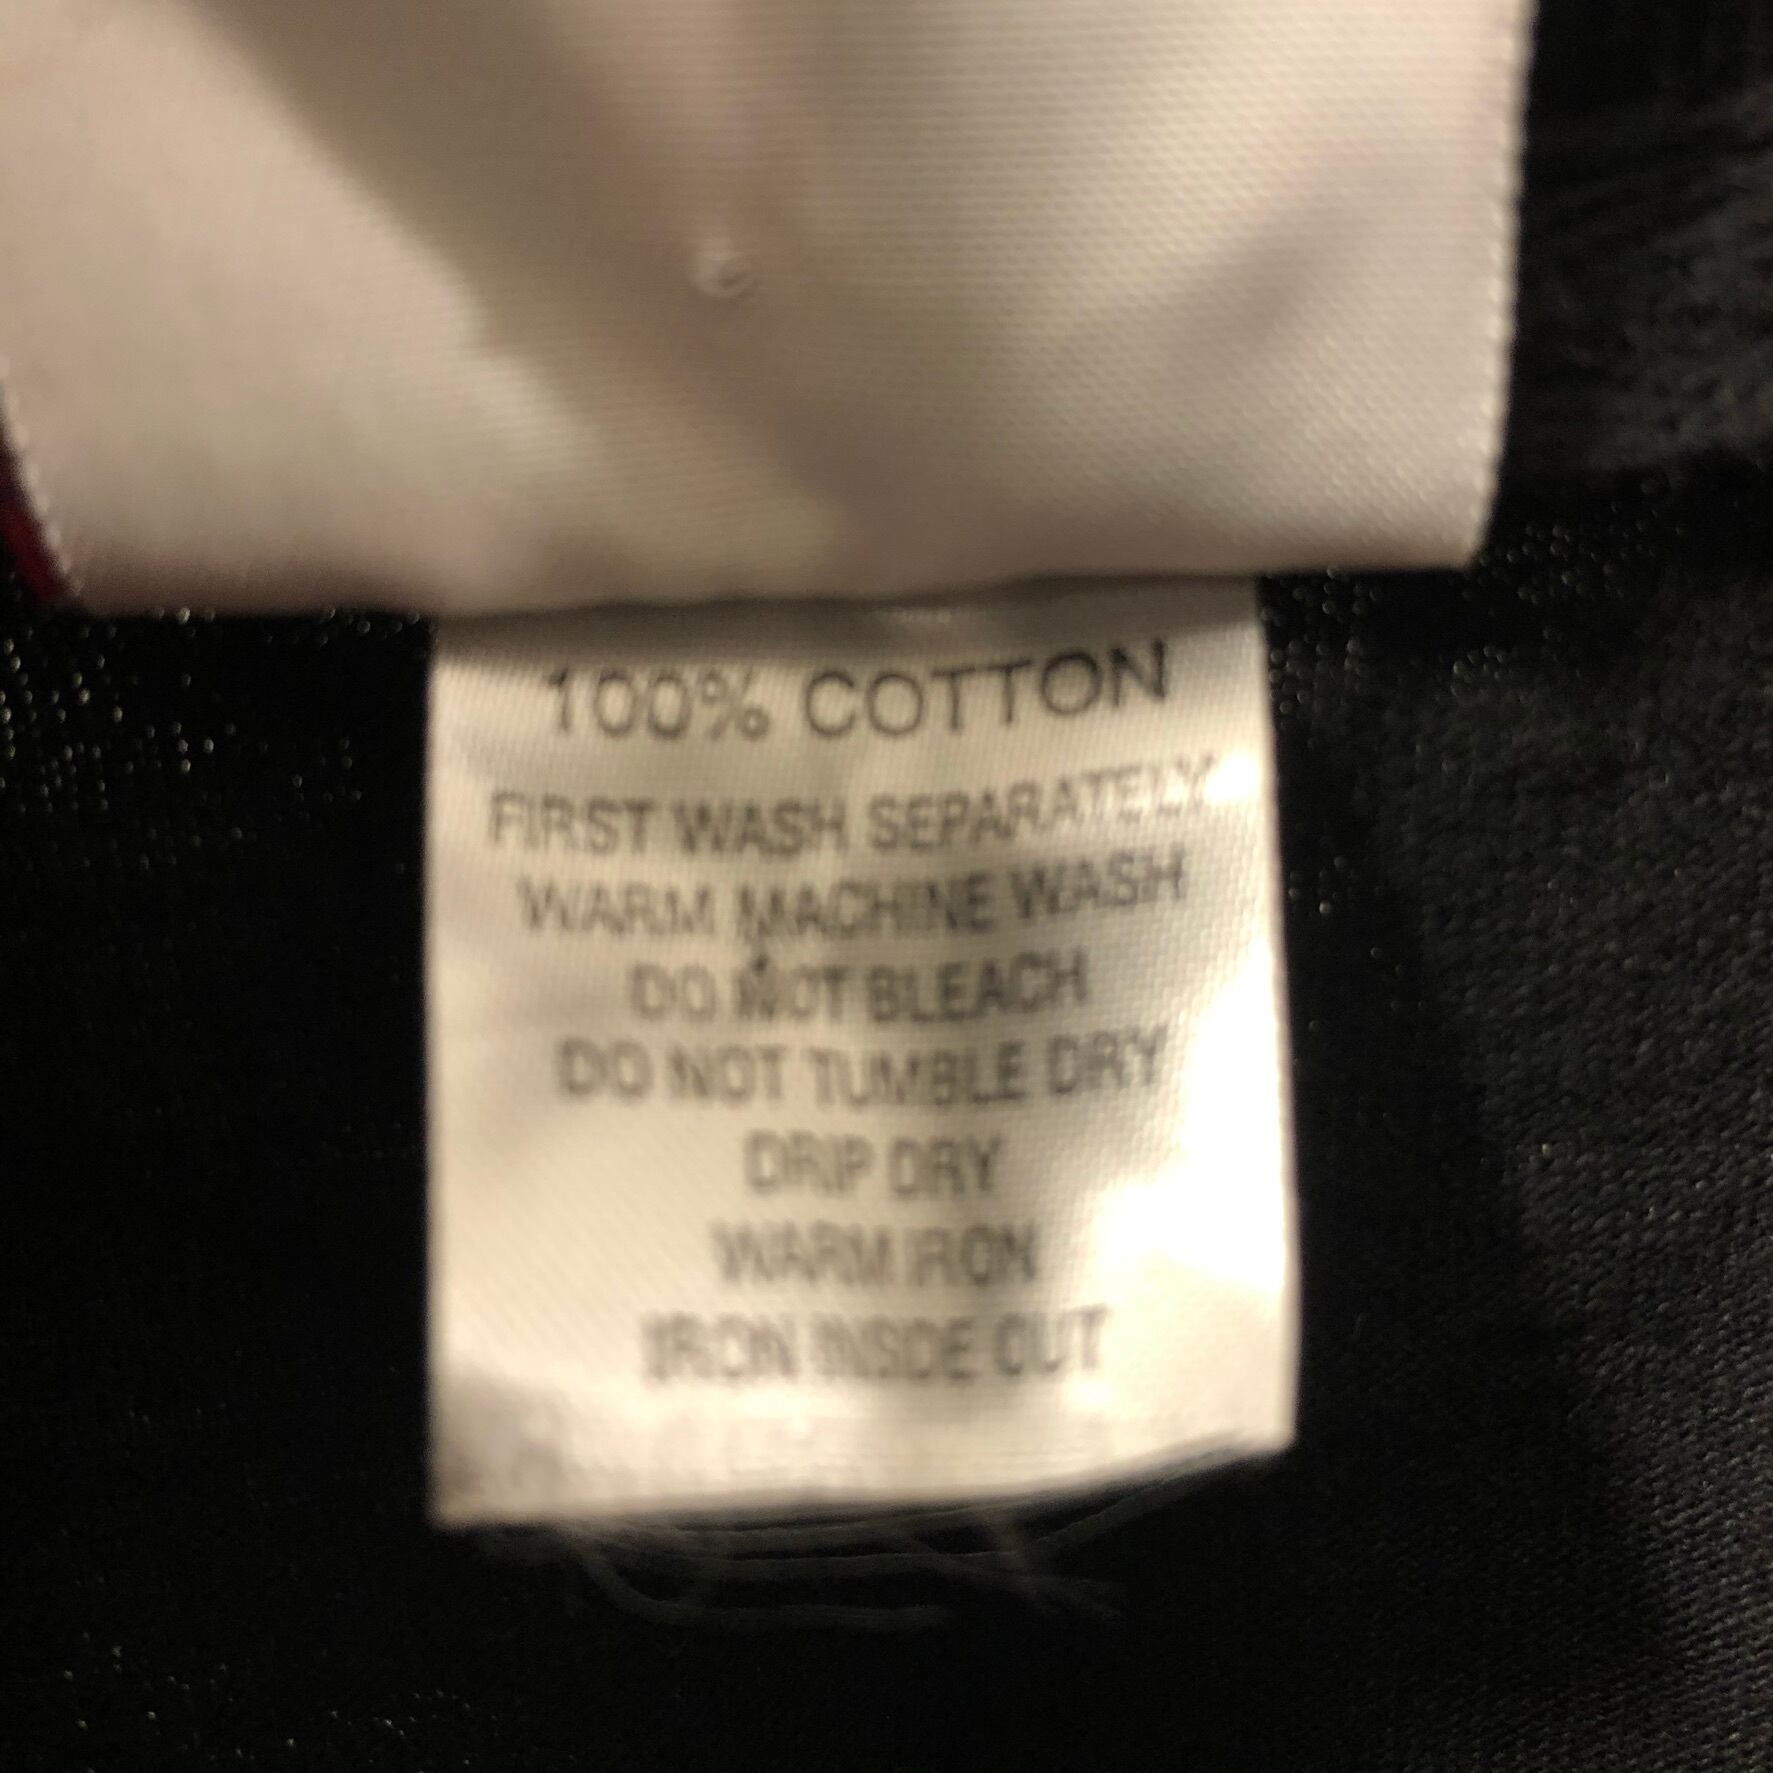 100% COTTON
FIRST WASH SEPARATELY
WARM MACHINE WASH
DO NOT BLEACH
DO NOT TUMBLE DRY
DRIP DRY
WARM IRON
IRON INSIDE OUT